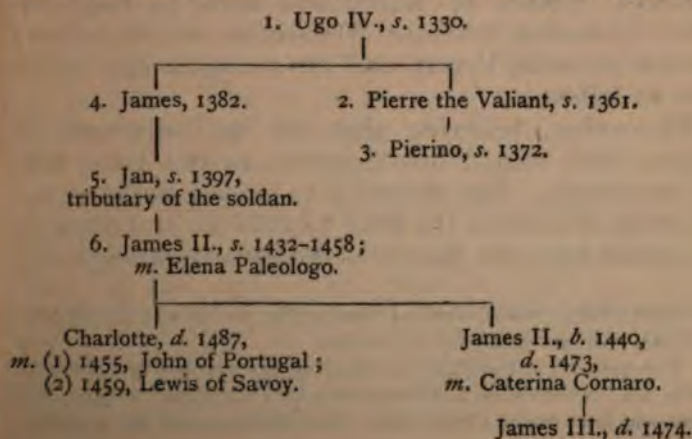 1. Ugo IV., s. 1330.
4. James, 1382.
2. Pierre the Valiant, s. 1361.
3. Pierino, s. 1372.
5. Jan, s. 1397,
tributary of the soldan.
6. James II., s. 1432–1458;
m. Elena Paleologo.
Charlotte, d. 1487,
m. (1) 1455, John of Portugal;
(2) 1459, Lewis of Savoy.
James II., b. 1440,
d. 1473,
m. Caterina Cornaro.
James III., d. 1474.